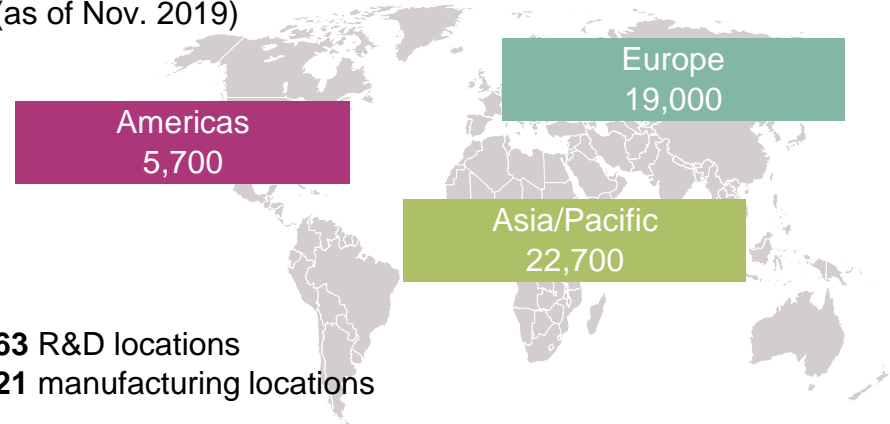 (as of Nov. 2019)
Europe
19,000
Americas
5,700
Asia/Pacific
22,700
63 R&D locations
21 manufacturing locations